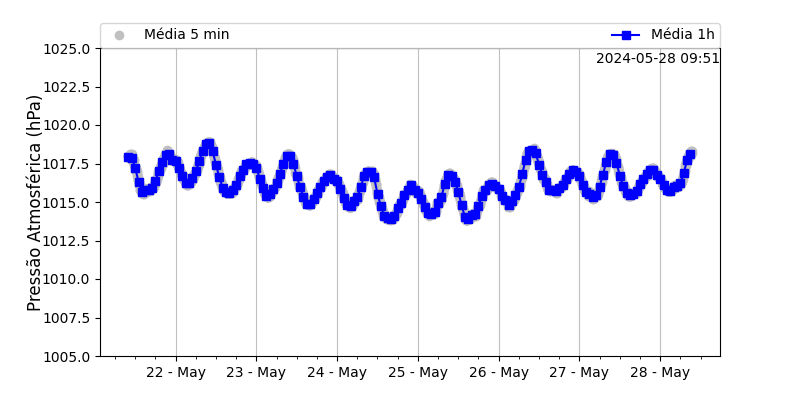 Média 5 min
Média 1h
2024-05-28 09:51
Pressão Atmosférica (hPa)
1025.0
1022.5
1020.0
1017.5
1015.0
1012.5
1010.0
1007.5
1005.0
22 - May
23 - May
24 - May
25 - May
26 - May
27 - May
28 - May